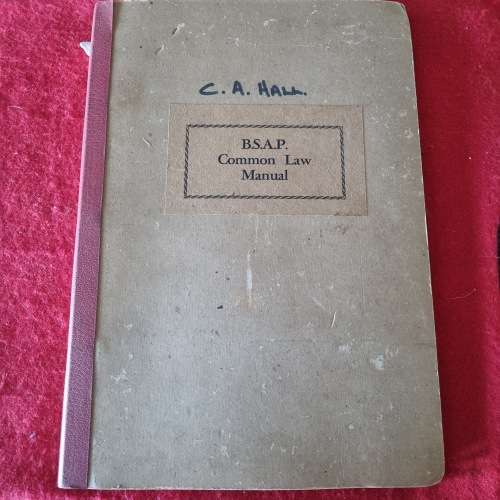 C. A. HALL.
B.S.A.P.
Common Law
Manual